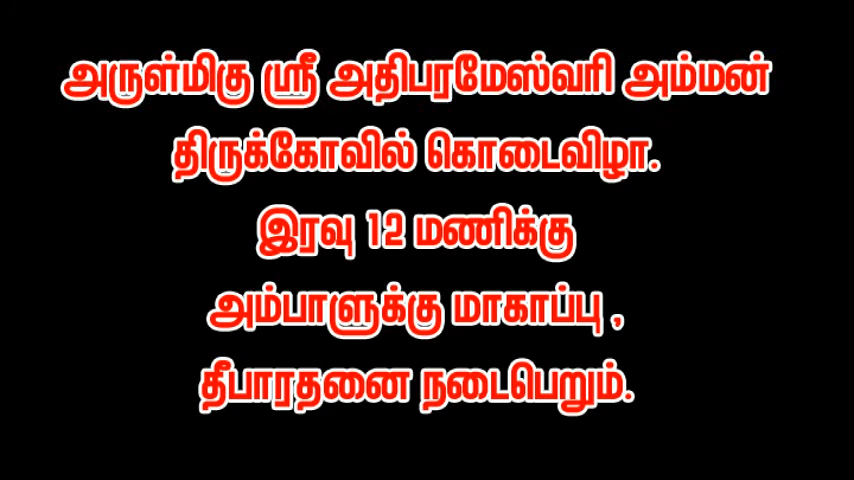 அருள்மிகு ஸ்ரீ அதிபரமேஸ்வரி அம்மன்
திருக்கோவில் கொடைவிழா.
இரவு 12 மணிக்கு
அம்பாளுக்கு மாகாப்பு ,
தீபாரதனை நடைபெறும்.